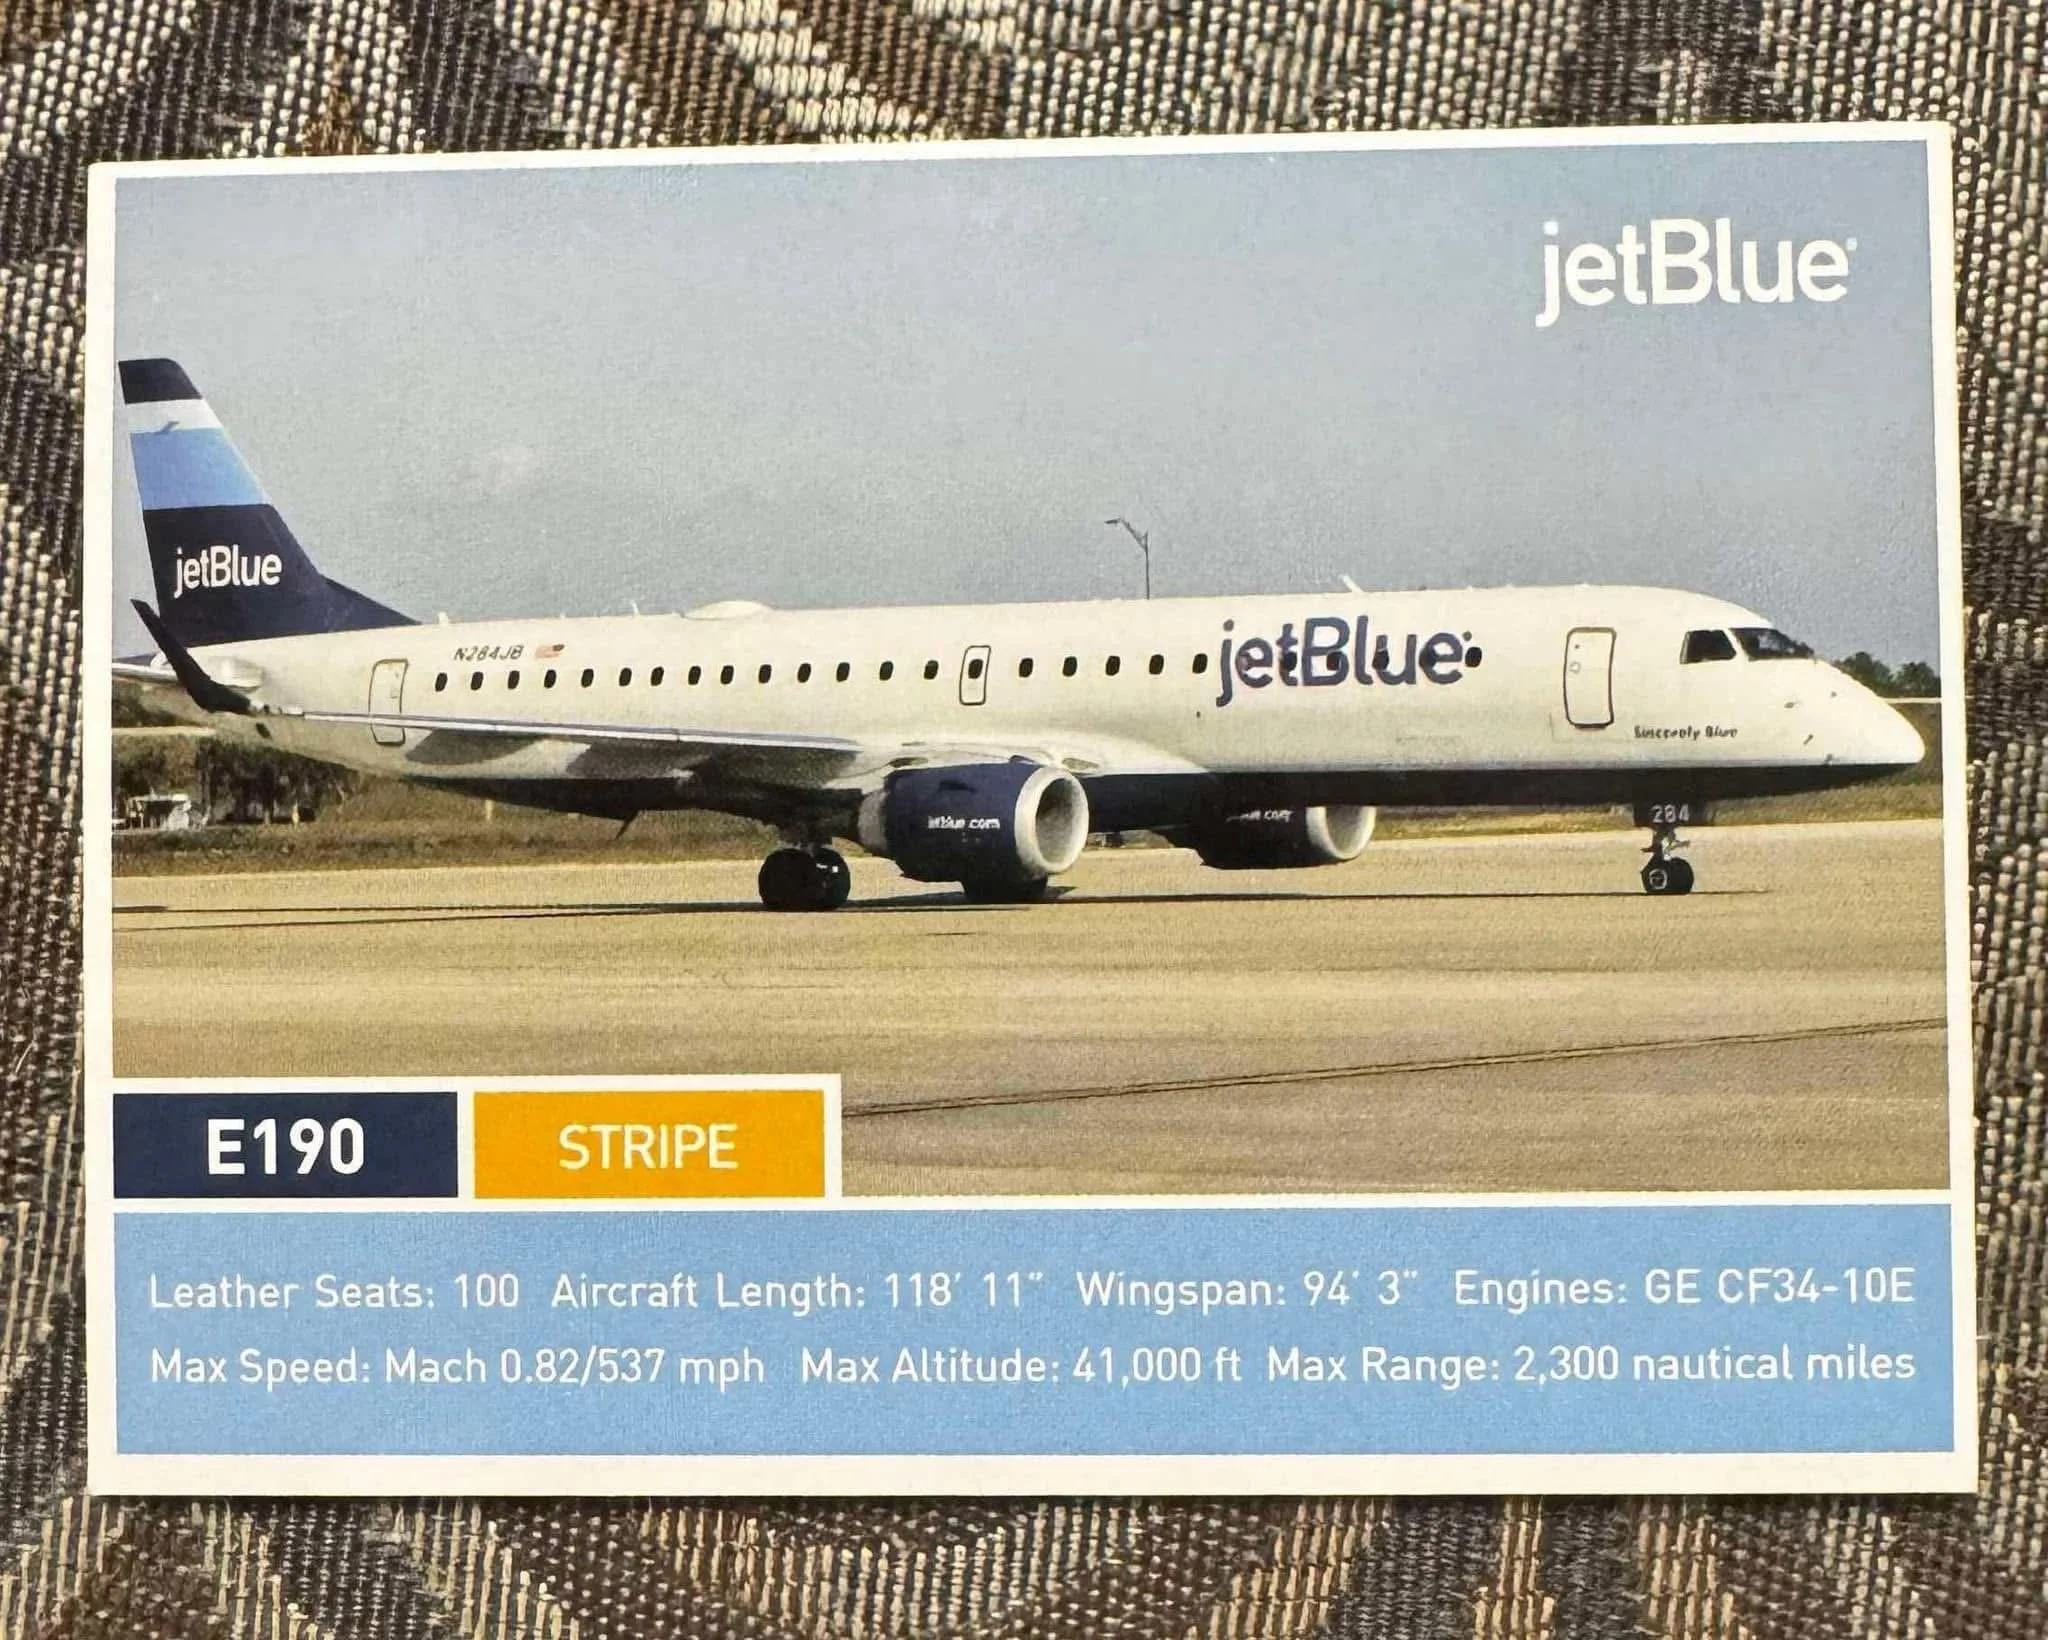 jetBlue
jetBlue
N284JB
jetBlue
Sincerely Blue
jetBlue.com
284
E190
STRIPE
Leather Seats: 100 Aircraft Length: 118' 11" Wingspan: 94' 3" Engines: GE CF34-10E
Max Speed: Mach 0.82/537 mph Max Altitude: 41,000 ft Max Range: 2,300 nautical miles